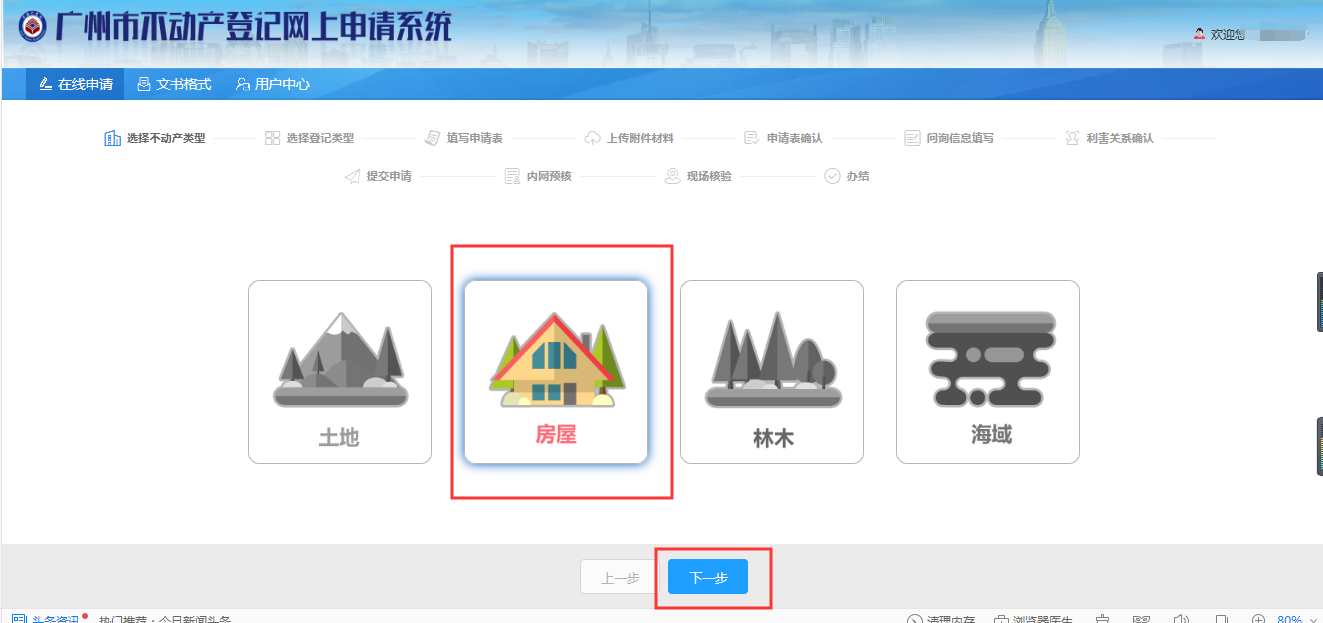 广州市不动产登记网上申请系统
欢迎您
在线申请 文书格式 用户中心
选择不动产类型 选择登记类型 填写申请表 上传附件材料 申请表确认 问询信息填写 利害关系确认
提交申请 内网预核 现场核验 办结
土地 房屋 林木 海域
上一步 下一步
头条资讯 热门推荐：今日新闻头条 清理内存 浏览器医生 80%